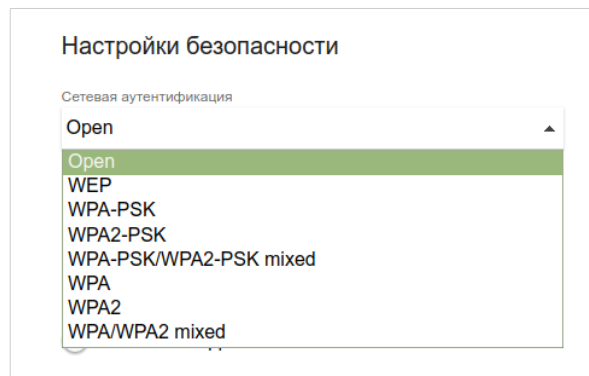 Настройки безопасности
Сетевая аутентификация
Open
Open
WEP
WPA-PSK
WPA2-PSK
WPA-PSK/WPA2-PSK mixed
WPA
WPA2
WPA/WPA2 mixed